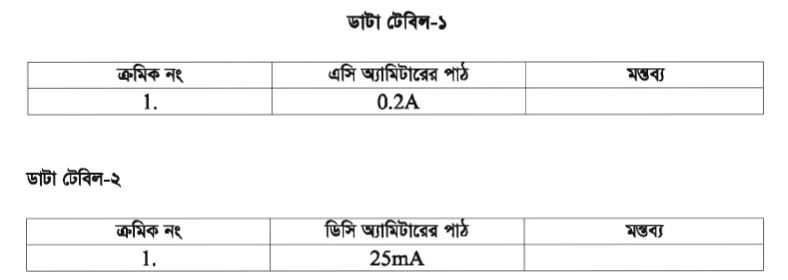 ডাটা টেবিল-১
ক্রমিক নং এসি অ্যামিটারের পাঠ মন্তব্য
1. 0.2A
ডাটা টেবিল-২
ক্রমিক নং ডিসি অ্যামিটারের পাঠ মন্তব্য
1. 25mA